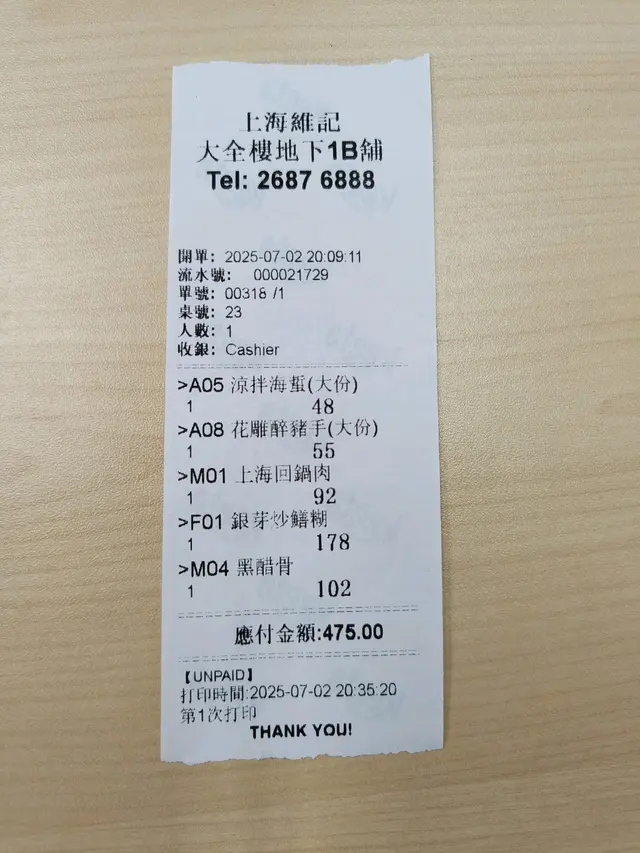 上海維記
大全樓地下1B舖
Tel: 2687 6888
開單: 2025-07-02 20:09:11
流水號: 000021729
單號: 00318 /1
桌號: 23
人數: 1
收銀: Cashier
>A05 涼拌海蜇(大份)
1 48
>A08 花雕醉豬手(大份)
1 55
>M01 上海回鍋肉
1 92
>F01 銀芽炒鱔糊
1 178
>M04 黑醋骨
1 102
應付金額:475.00
【UNPAID】
打印時間:2025-07-02 20:35:20
第1次打印
THANK YOU!